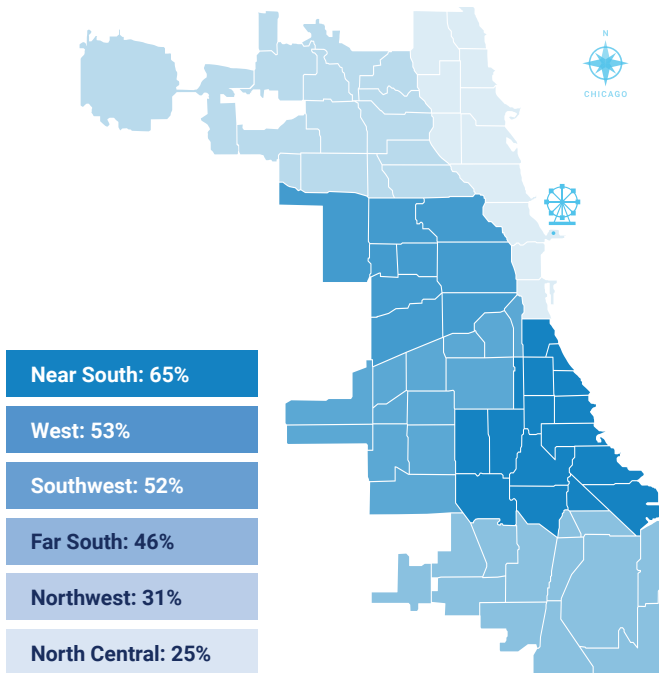 N
CHICAGO
Near South: 65%
West: 53%
Southwest: 52%
Far South: 46%
Northwest: 31%
North Central: 25%